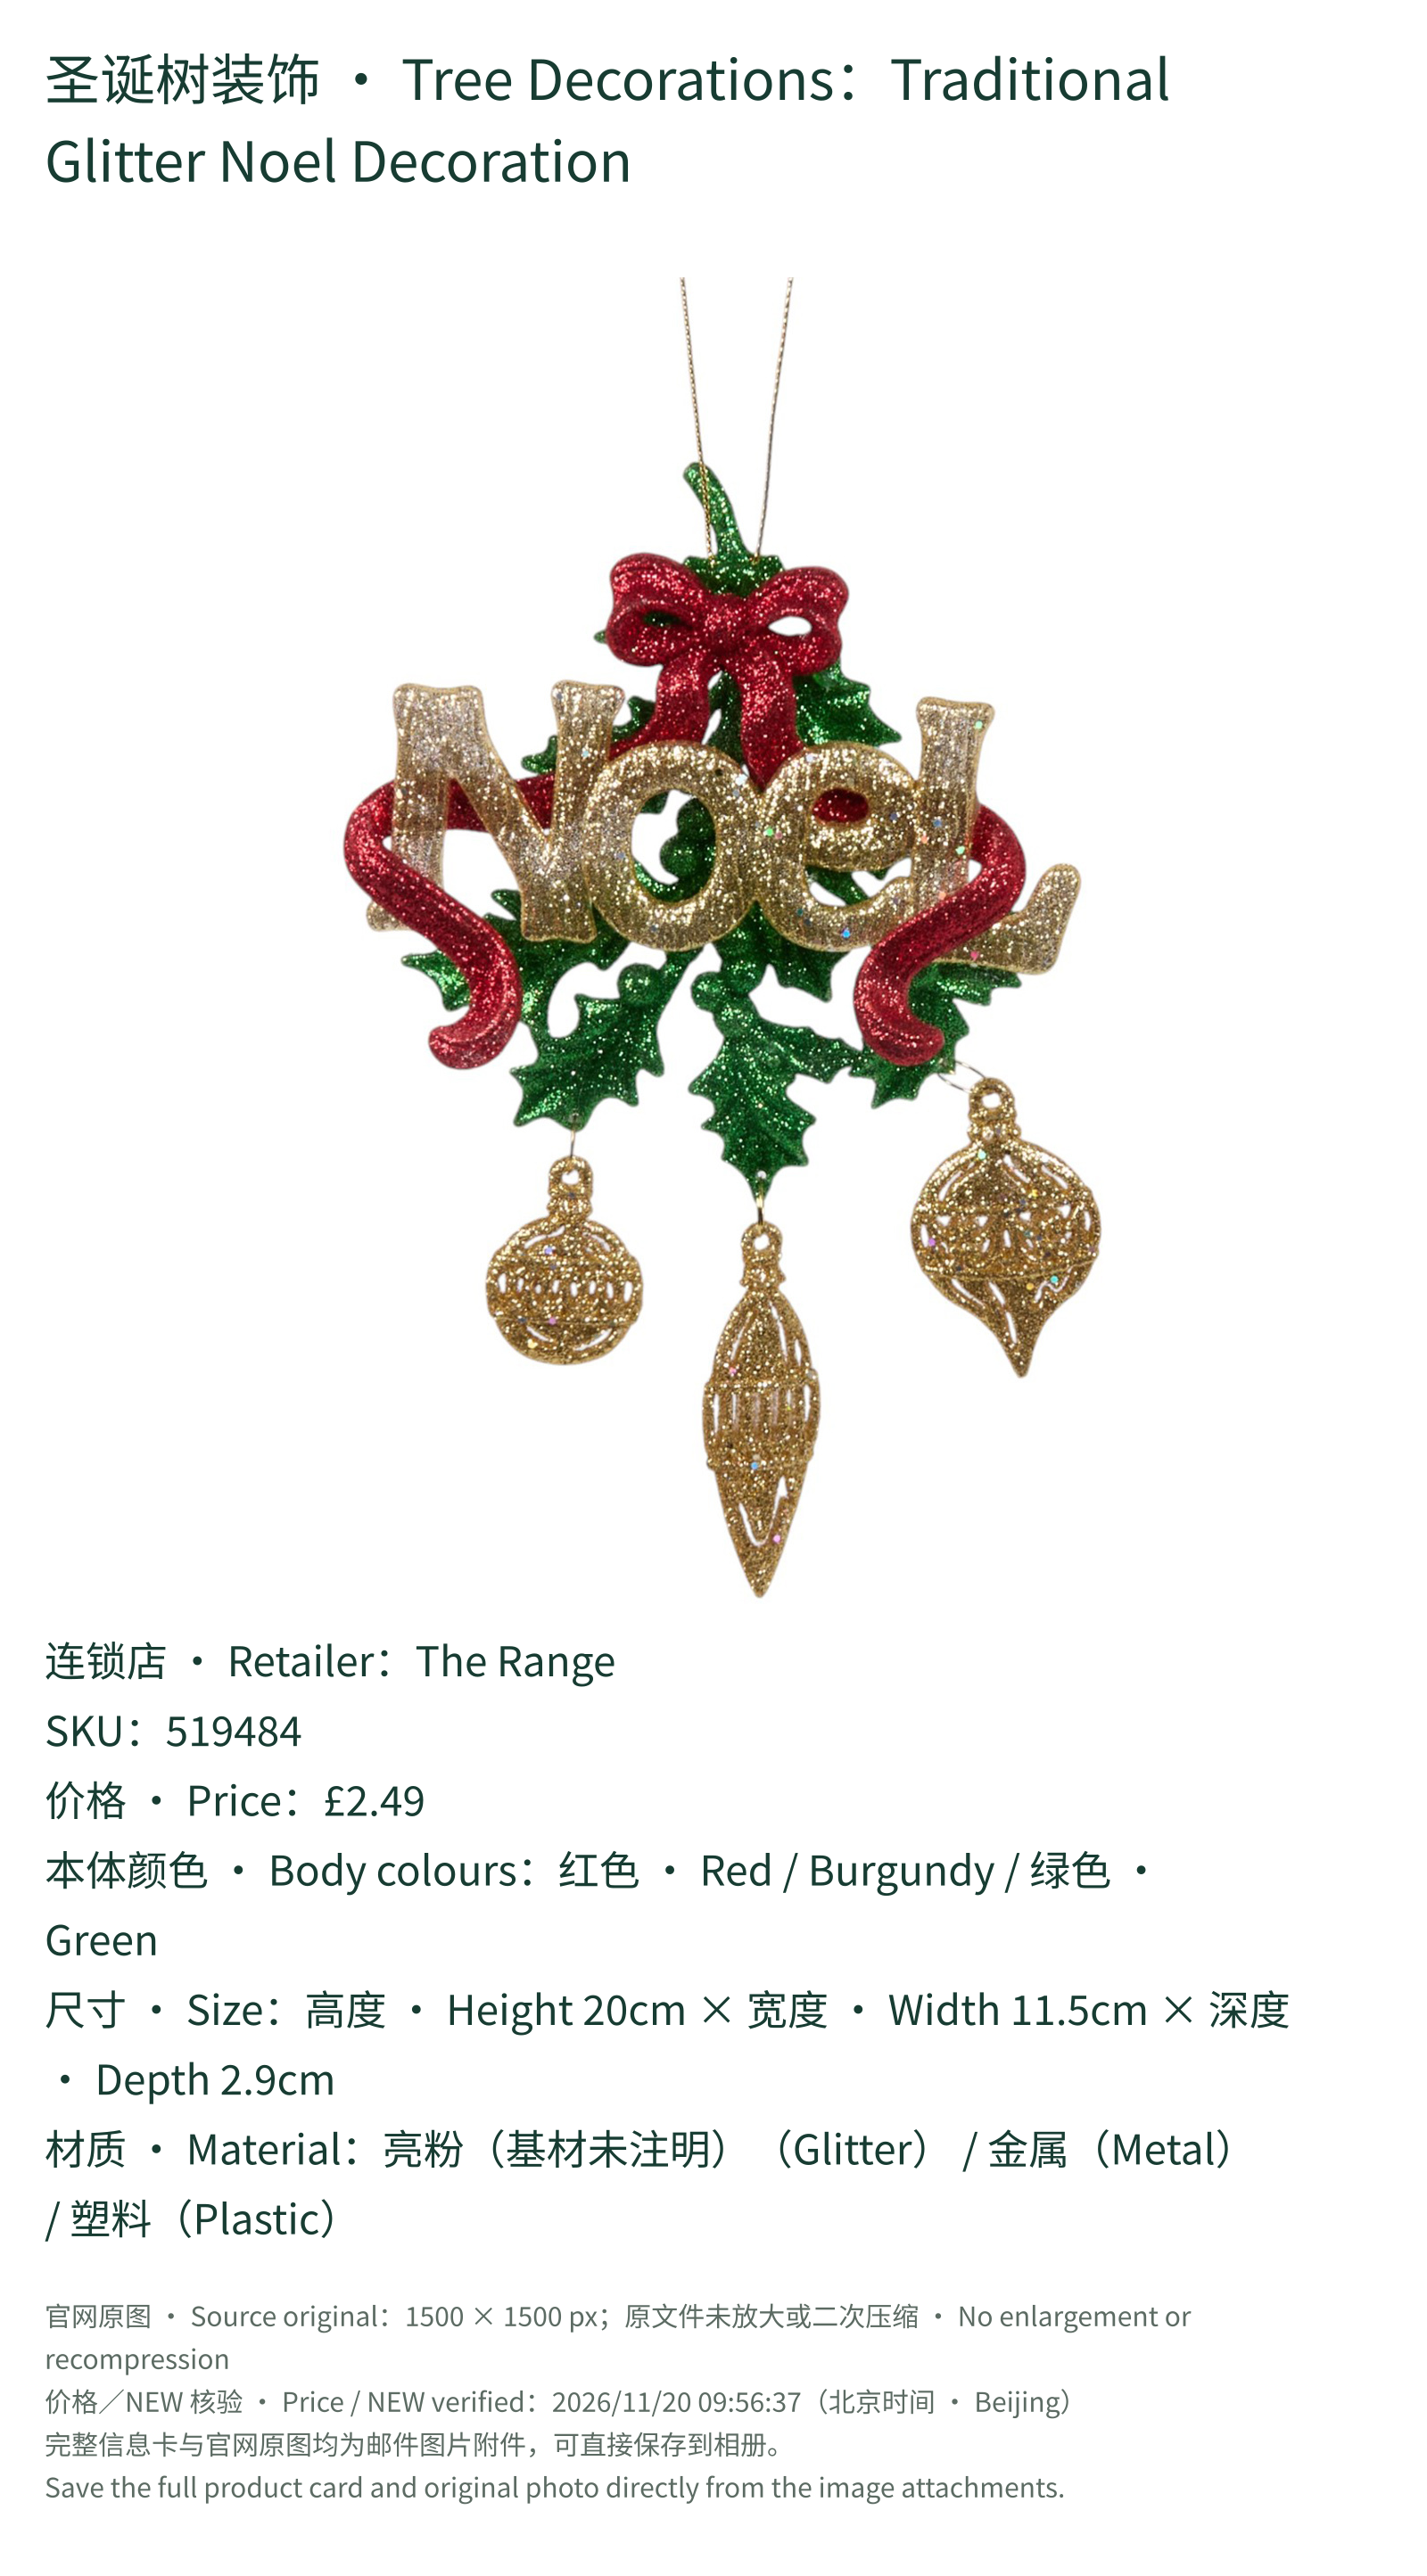 圣诞树装饰 · Tree Decorations：Traditional
Glitter Noel Decoration
Noel
连锁店 · Retailer：The Range
SKU：519484
价格 · Price：£2.49
本体颜色 · Body colours：红色 · Red / Burgundy / 绿色 ·
Green
尺寸 · Size：高度 · Height 20cm × 宽度 · Width 11.5cm × 深度
· Depth 2.9cm
材质 · Material：亮粉（基材未注明）（Glitter） / 金属（Metal）
/ 塑料（Plastic）
官网原图 · Source original：1500 × 1500 px；原文件未放大或二次压缩 · No enlargement or
recompression
价格／NEW 核验 · Price / NEW verified：2026/11/20 09:56:37（北京时间 · Beijing）
完整信息卡与官网原图均为邮件图片附件，可直接保存到相册。
Save the full product card and original photo directly from the image attachments.